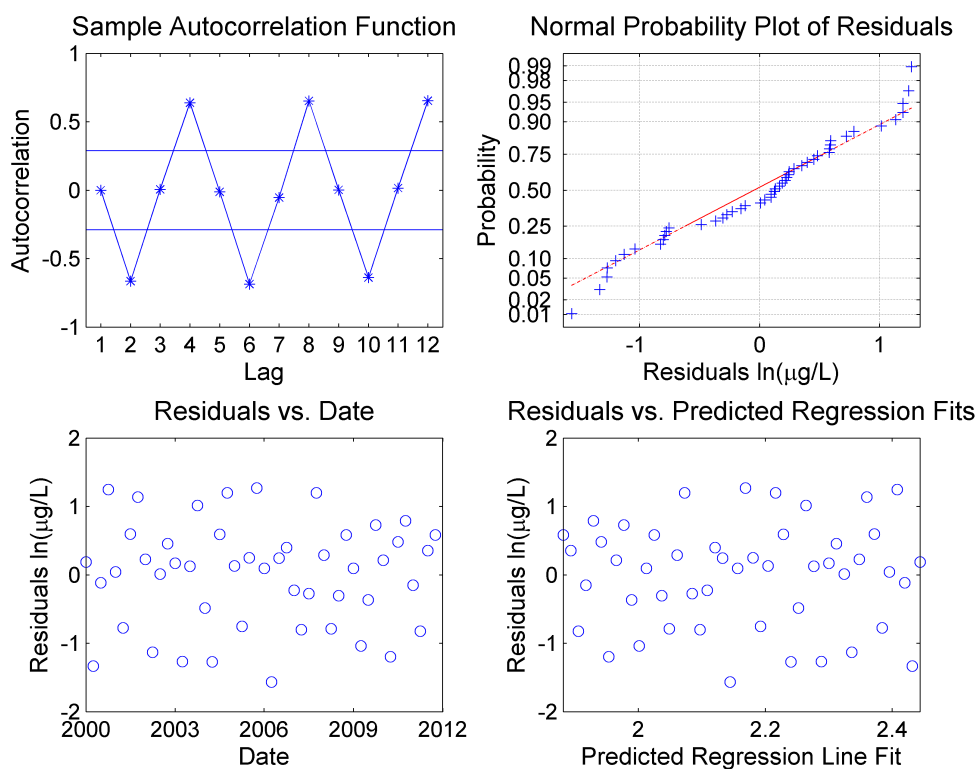 Sample Autocorrelation Function
1
0.5
0
-0.5
-1
Autocorrelation
1 2 3 4 5 6 7 8 9 10 11 12
Lag
Normal Probability Plot of Residuals
0.99
0.98
0.95
0.90
0.75
0.50
0.25
0.10
0.05
0.02
0.01
Probability
-1 0 1
Residuals ln(μg/L)
Residuals vs. Date
2
1
0
-1
-2
Residuals ln(μg/L)
2000 2003 2006 2009 2012
Date
Residuals vs. Predicted Regression Fits
2
1
0
-1
-2
Residuals ln(μg/L)
2 2.2 2.4
Predicted Regression Line Fit